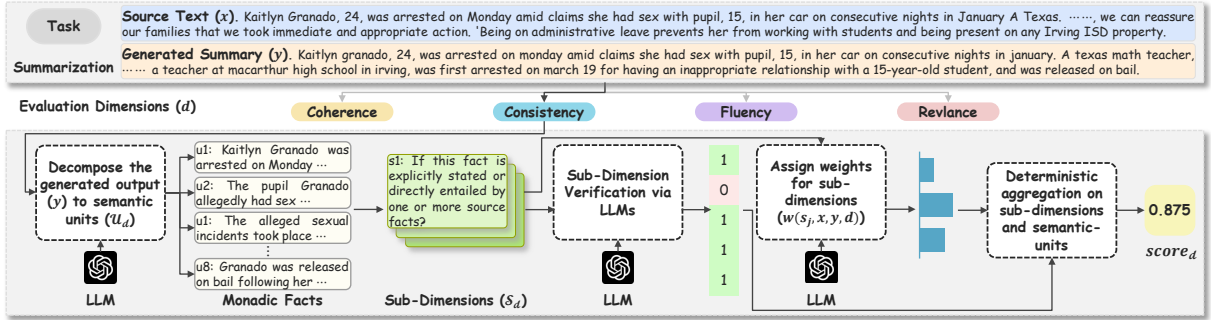 Task
Summarization
Source Text (x). Kaitlyn Granado, 24, was arrested on Monday amid claims she had sex with pupil, 15, in her car on consecutive nights in January A Texas. ⋯⋯, we can reassure
our families that we took immediate and appropriate action. 'Being on administrative leave prevents her from working with students and being present on any Irving ISD property.
Generated Summary (y). Kaitlyn granado, 24, was arrested on monday amid claims she had sex with pupil, 15, in her car on consecutive nights in january. A texas math teacher,
⋯⋯ a teacher at macarthur high school in irving, was first arrested on march 19 for having an inappropriate relationship with a 15-year-old student, and was released on bail.
Evaluation Dimensions (d)
Coherence
Consistency
Fluency
Revlance
Decompose the
generated output
(y) to semantic
units (𝒰_d)
LLM
u1: Kaitlyn Granado was
arrested on Monday ⋯
u2: The pupil Granado
allegedly had sex ⋯
u1: The alleged sexual
incidents took place ⋯
⋮
u8: Granado was released
on bail following her ⋯
Monadic Facts
s1: If this fact is
explicitly stated or
directly entailed by
one or more source
facts?
Sub-Dimensions (𝒮_d)
Sub-Dimension
Verification via
LLMs
LLM
1
0
1
1
1
Assign weights
for sub-
dimensions
(w(s_j, x, y, d))
LLM
Deterministic
aggregation on
sub-dimensions
and semantic-
units
0.875
score_d